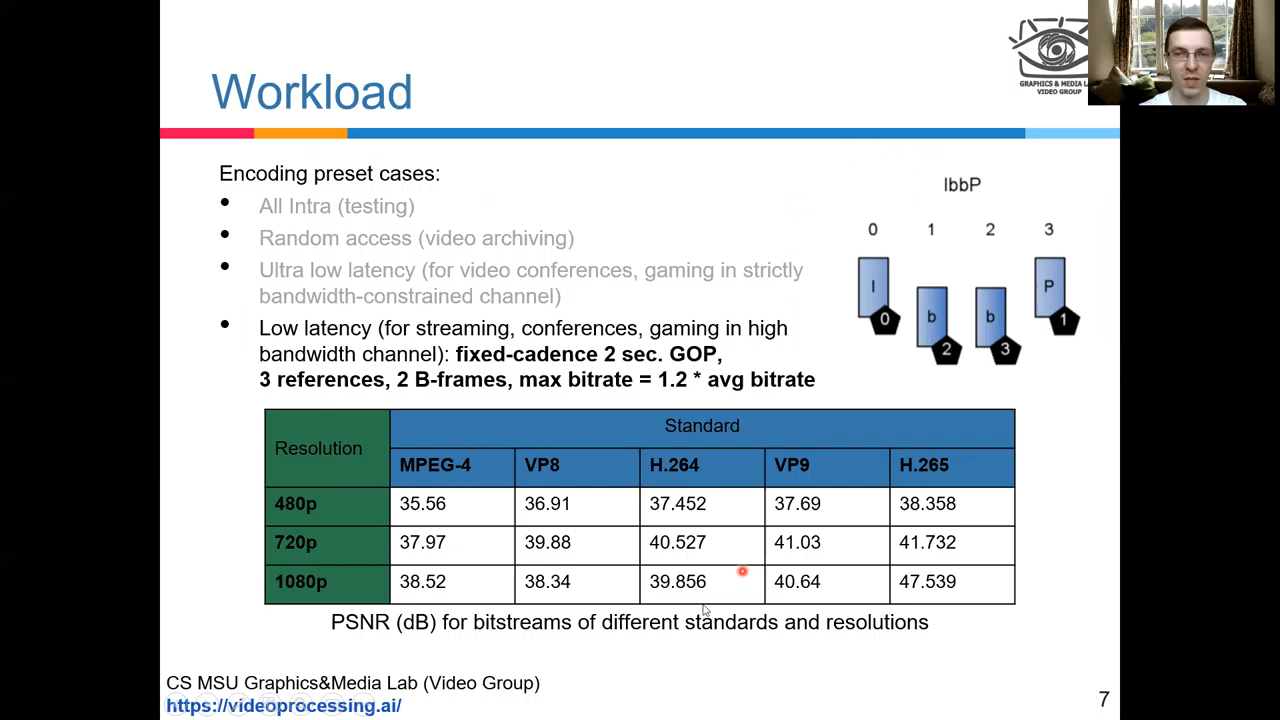 GRAPHICS & MEDIA LA
VIDEO GROUP
Workload
Encoding preset cases:
• All Intra (testing)
• Random access (video archiving)
• Ultra low latency (for video conferences, gaming in strictly
bandwidth-constrained channel)
• Low latency (for streaming, conferences, gaming in high
bandwidth channel): fixed-cadence 2 sec. GOP,
3 references, 2 B-frames, max bitrate = 1.2 * avg bitrate
IbbP
0 1 2 3
I b b P
0 2 3 1
Resolution Standard
MPEG-4 VP8 H.264 VP9 H.265
480p 35.56 36.91 37.452 37.69 38.358
720p 37.97 39.88 40.527 41.03 41.732
1080p 38.52 38.34 39.856 40.64 47.539
PSNR (dB) for bitstreams of different standards and resolutions
CS MSU Graphics&Media Lab (Video Group)
https://videoprocessing.ai/
7